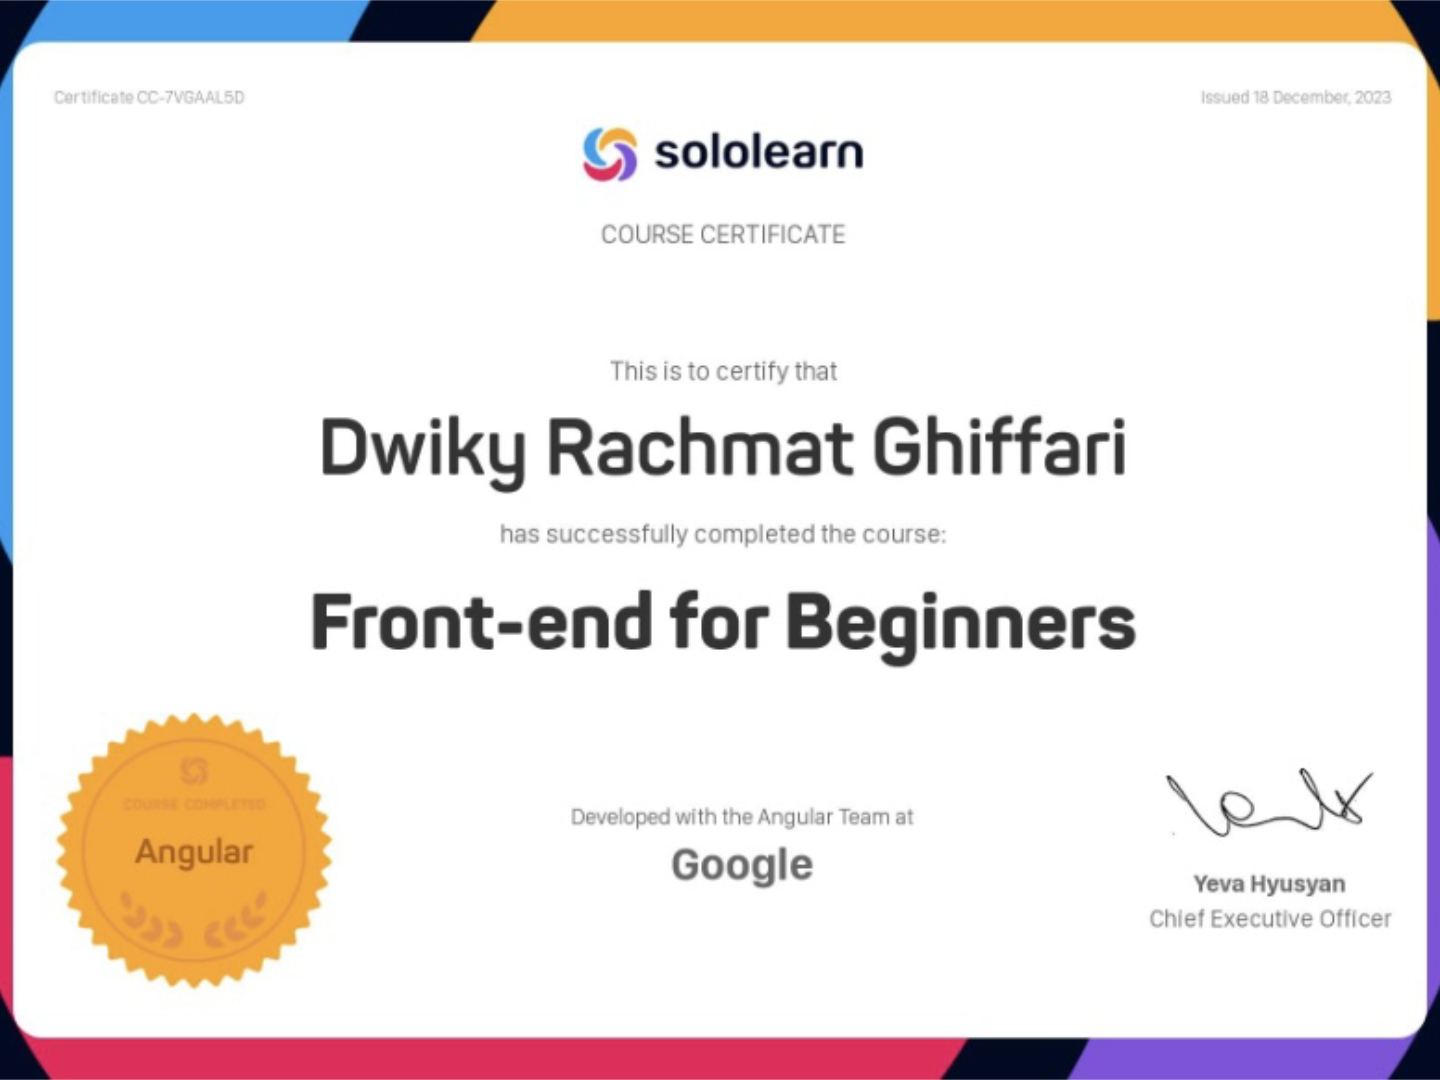 Certificate CC-7VGAAL5D
Issued 18 December, 2023
sololearn
COURSE CERTIFICATE
This is to certify that
Dwiky Rachmat Ghiffari
has successfully completed the course:
Front-end for Beginners
COURSE COMPLETED
Angular
Developed with the Angular Team at
Google
Yeva Hyusyan
Chief Executive Officer